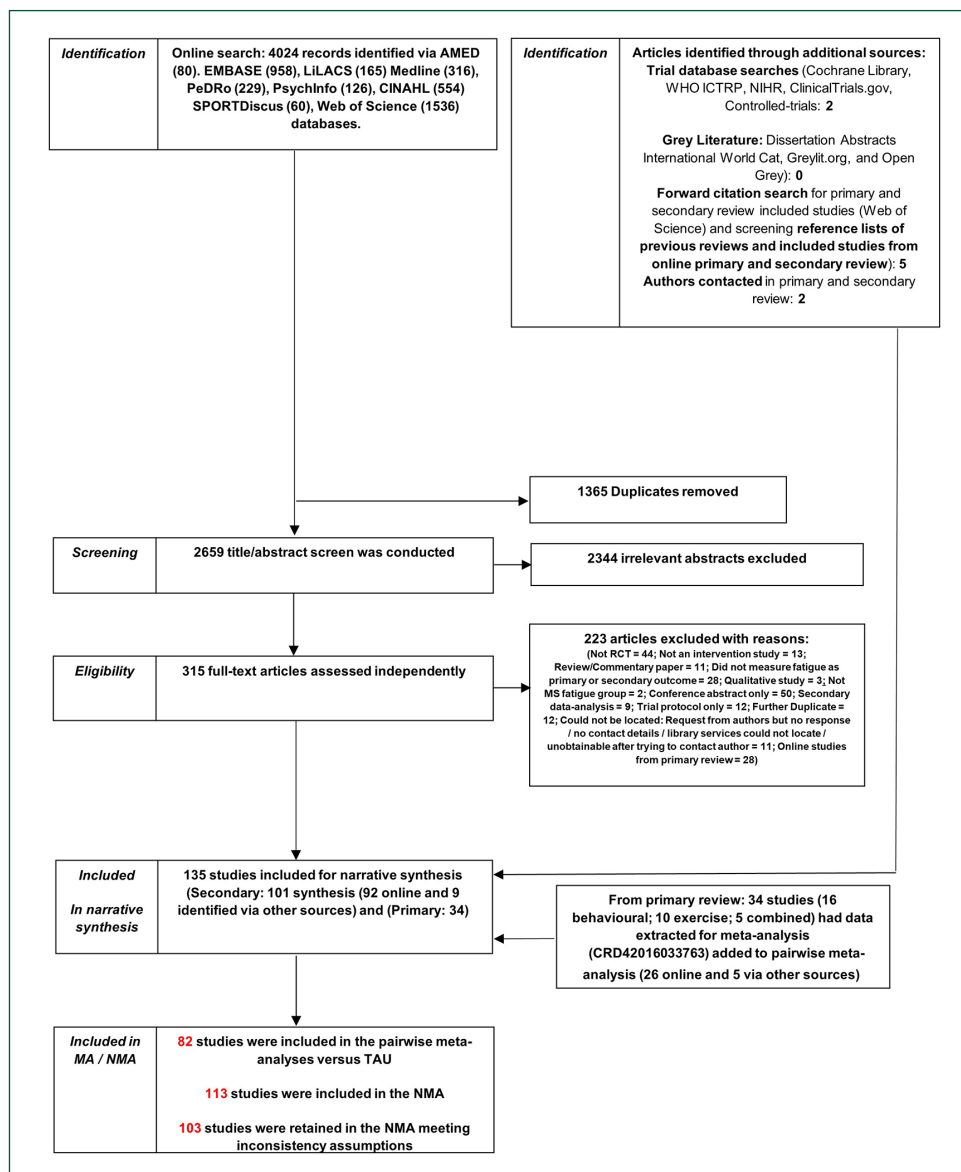 Identification
Online search: 4024 records identified via AMED
(80). EMBASE (958), LiLACS (165) Medline (316),
PeDRo (229), PsychInfo (126), CINAHL (554)
SPORTDiscus (60), Web of Science (1536)
databases.
Identification
Articles identified through additional sources:
Trial database searches (Cochrane Library,
WHO ICTRP, NIHR, ClinicalTrials.gov,
Controlled-trials: 2
Grey Literature: Dissertation Abstracts
International World Cat, Greylit.org, and Open
Grey): 0
Forward citation search for primary and
secondary review included studies (Web of
Science) and screening reference lists of
previous reviews and included studies from
online primary and secondary review): 5
Authors contacted in primary and secondary
review: 2
1365 Duplicates removed
Screening
2659 title/abstract screen was conducted
2344 irrelevant abstracts excluded
Eligibility
315 full-text articles assessed independently
223 articles excluded with reasons:
(Not RCT = 44; Not an intervention study = 13;
Review/Commentary paper = 11; Did not measure fatigue as
primary or secondary outcome = 28; Qualitative study = 3; Not
MS fatigue group = 2; Conference abstract only = 50; Secondary
data-analysis = 9; Trial protocol only = 12; Further Duplicate =
12; Could not be located: Request from authors but no response
/ no contact details / library services could not locate /
unobtainable after trying to contact author = 11; Online studies
from primary review = 28)
Included
In narrative
synthesis
135 studies included for narrative synthesis
(Secondary: 101 synthesis (92 online and 9
identified via other sources) and (Primary: 34)
From primary review: 34 studies (16
behavioural; 10 exercise; 5 combined) had data
extracted for meta-analysis
(CRD42016033763) added to pairwise meta-
analysis (26 online and 5 via other sources)
Included in
MA / NMA
82 studies were included in the pairwise meta-
analyses versus TAU
113 studies were included in the NMA
103 studies were retained in the NMA meeting
inconsistency assumptions